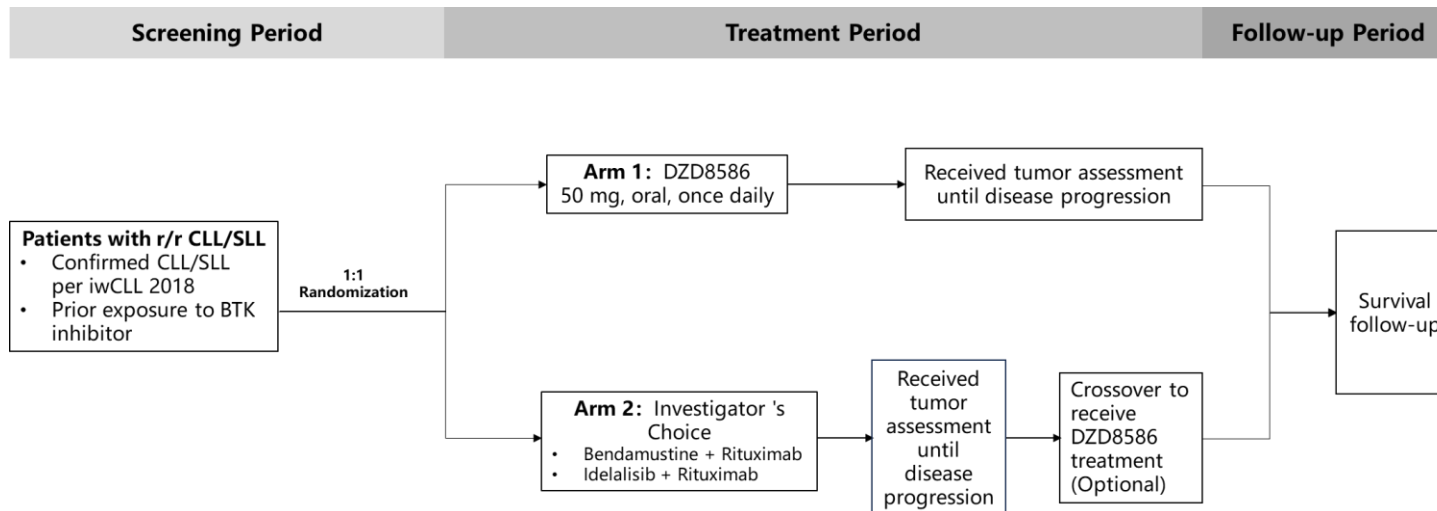 Screening Period
Treatment Period
Follow-up Period
Patients with r/r CLL/SLL
• Confirmed CLL/SLL
per iwCLL 2018
• Prior exposure to BTK
inhibitor
1:1
Randomization
Arm 1: DZD8586
50 mg, oral, once daily
Received tumor assessment
until disease progression
Arm 2: Investigator 's
Choice
• Bendamustine + Rituximab
• Idelalisib + Rituximab
Received
tumor
assessment
until
disease
progression
Crossover to
receive
DZD8586
treatment
(Optional)
Survival
follow-up